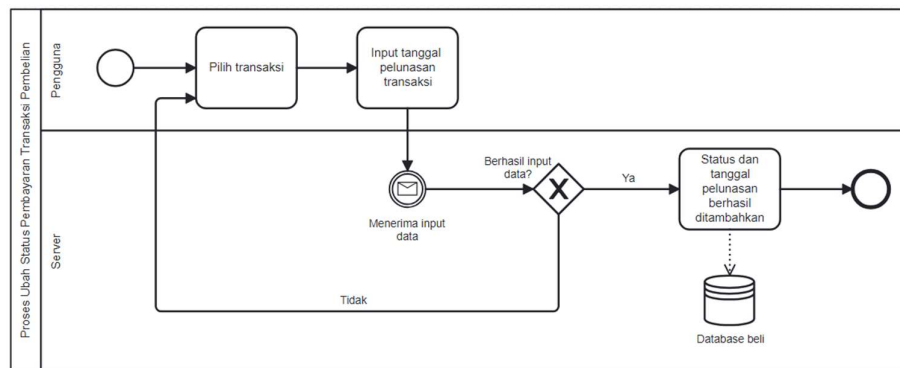 Proses Ubah Status Pembayaran Transaksi Pembelian
Pengguna
Pilih transaksi
Input tanggal
pelunasan
transaksi
Server
Menerima input
data
Berhasil input
data?
Ya
Tidak
Status dan
tanggal
pelunasan
berhasil
ditambahkan
Database beli